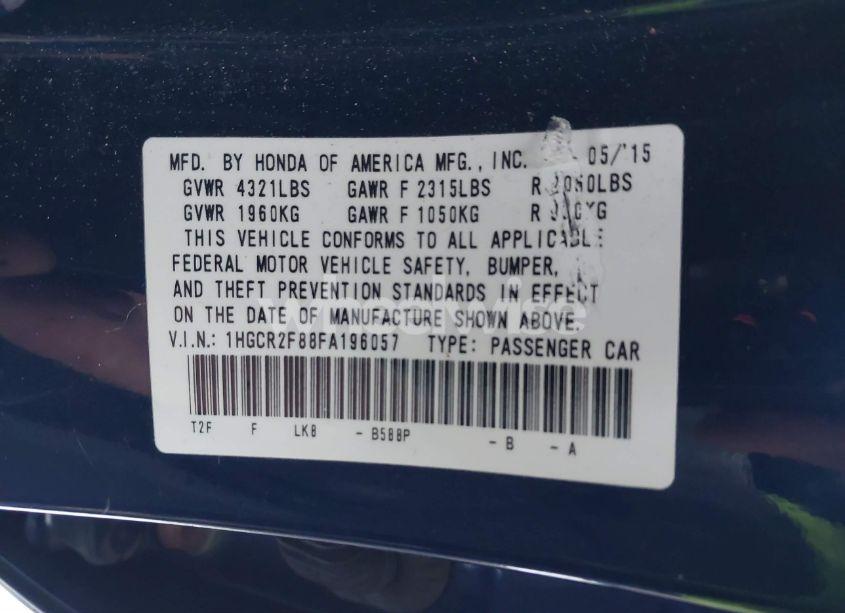 MFD. BY HONDA OF AMERICA MFG., INC. 05/'15
GVWR 4321LBS GAWR F 2315LBS R
GVWR 1960KG GAWR F 1050KG R
THIS VEHICLE CONFORMS TO ALL APPLICABLE
FEDERAL MOTOR VEHICLE SAFETY, BUMPER,
AND THEFT PREVENTION STANDARDS IN EFFECT
ON THE DATE OF MANUFACTURE SHOWN ABOVE.
wheelwise
V.I.N.: 1HGCR2F88FA196057 TYPE: PASSENGER CAR
T2F F LK8 - B588P - B - A